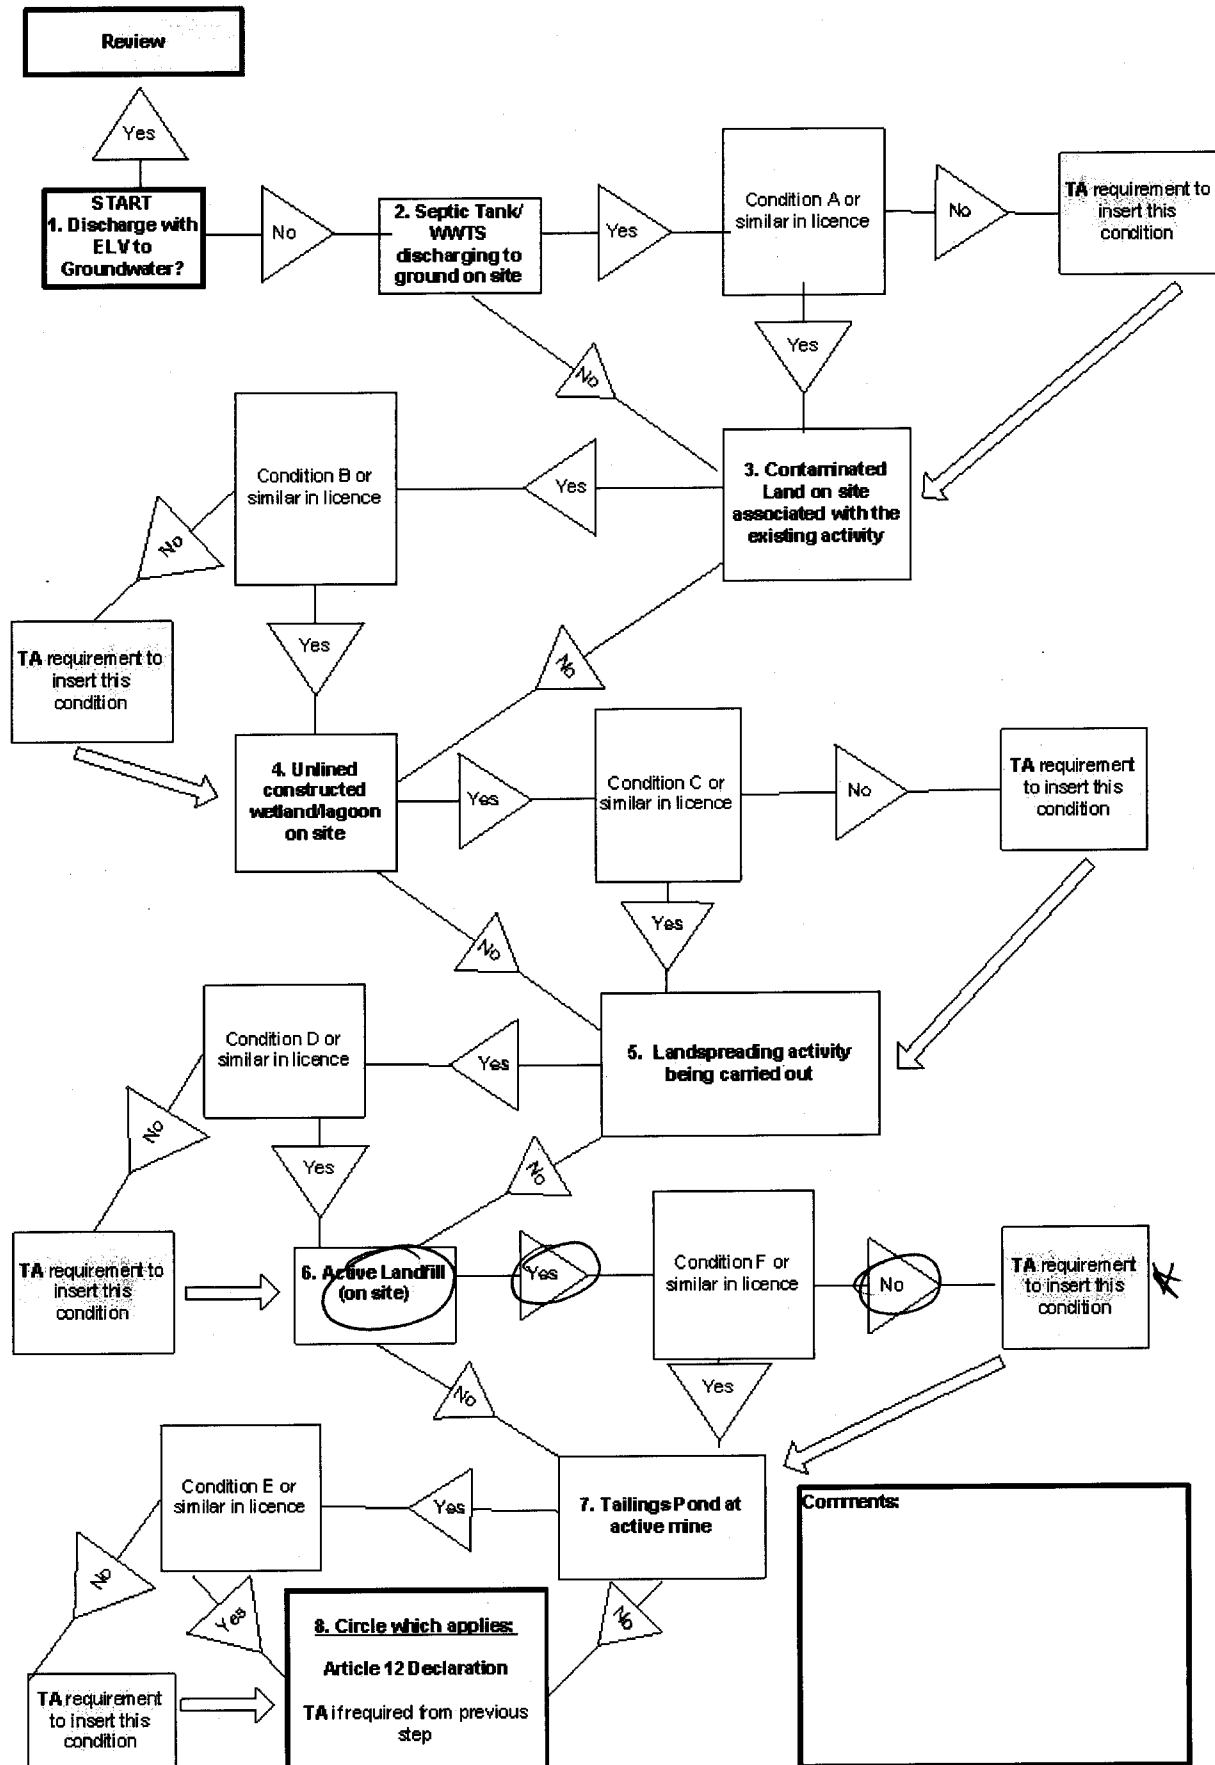 Review
Yes
START
1. Discharge with
ELV to
Groundwater?
No
2. Septic Tank/
WWTS
discharging to
ground on site
Yes
Condition A or
similar in licence
No
TA requirement to
insert this
condition
Yes
No
3. Contaminated
Land on site
associated with the
existing activity
Yes
Condition B or
similar in licence
No
TA requirement to
insert this
condition
Yes
No
4. Unlined
constructed
wetland/lagoon
on site
Yes
Condition C or
similar in licence
No
TA requirement
to insert this
condition
Yes
No
5. Landspreading activity
being carried out
Yes
Condition D or
similar in licence
No
TA requirement to
insert this
condition
Yes
No
6. Active Landfill
(on site)
Yes
Condition F or
similar in licence
No
TA requirement
to insert this
condition
Yes
No
7. Tailings Pond at
active mine
Yes
Condition E or
similar in licence
No
TA requirement
to insert this
condition
Yes
No
8. Circle which applies:
Article 12 Declaration
TA if required from previous
step
Comments: